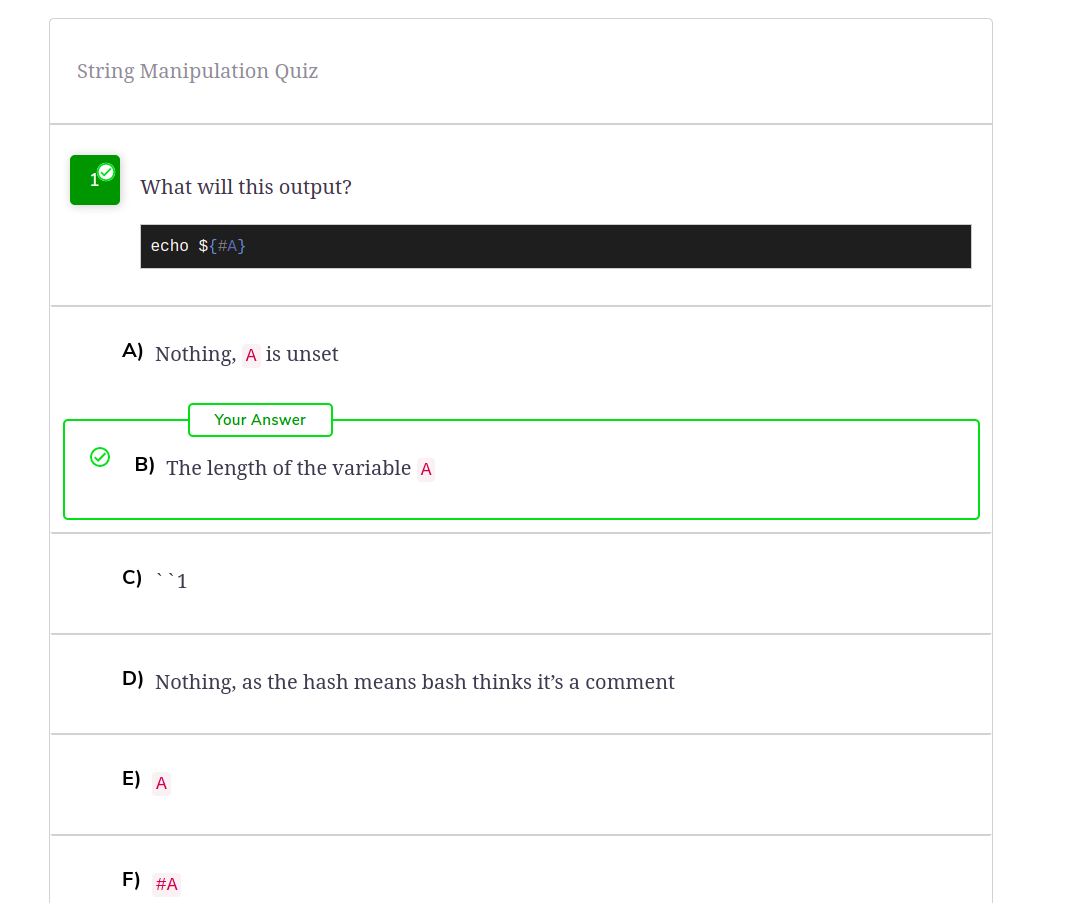 String Manipulation Quiz
1
What will this output?
echo ${#A}
A) Nothing, A is unset
Your Answer
B) The length of the variable A
C) ``1
D) Nothing, as the hash means bash thinks it’s a comment
E) A
F) #A